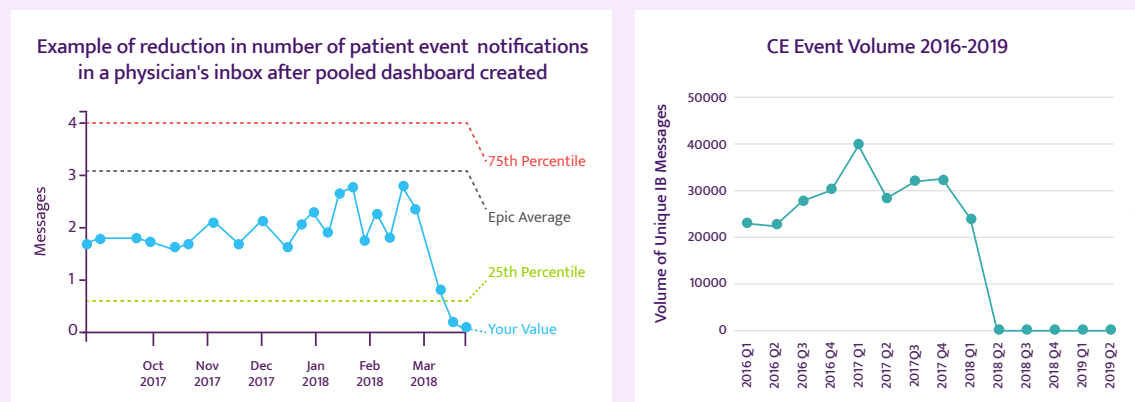 Example of reduction in number of patient event notifications
in a physician's inbox after pooled dashboard created
Messages
4
3
2
1
0
75th Percentile
Epic Average
25th Percentile
Your Value
Oct
2017
Nov
2017
Dec
2017
Jan
2018
Feb
2018
Mar
2018
CE Event Volume 2016-2019
Volume of Unique IB Messages
50000
40000
30000
20000
10000
0
2016 Q1
2016 Q2
2016 Q3
2016 Q4
2017 Q1
2017 Q2
2017 Q3
2017 Q4
2018 Q1
2018 Q2
2018 Q3
2018 Q4
2019 Q1
2019 Q2